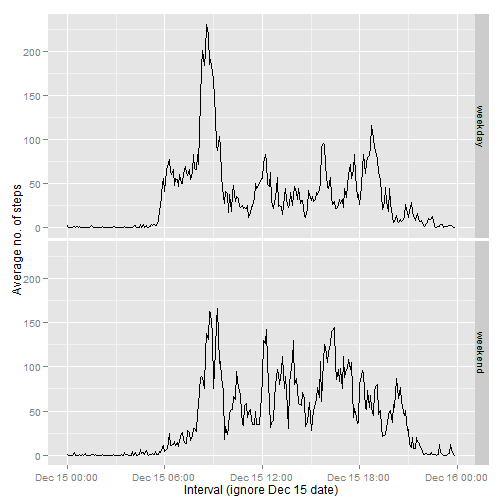 Average no. of steps
200
150
100
50
0
weekday
200
150
100
50
0
weekend
Dec 15 00:00
Dec 15 06:00
Dec 15 12:00
Dec 15 18:00
Dec 16 00:00
Interval (ignore Dec 15 date)